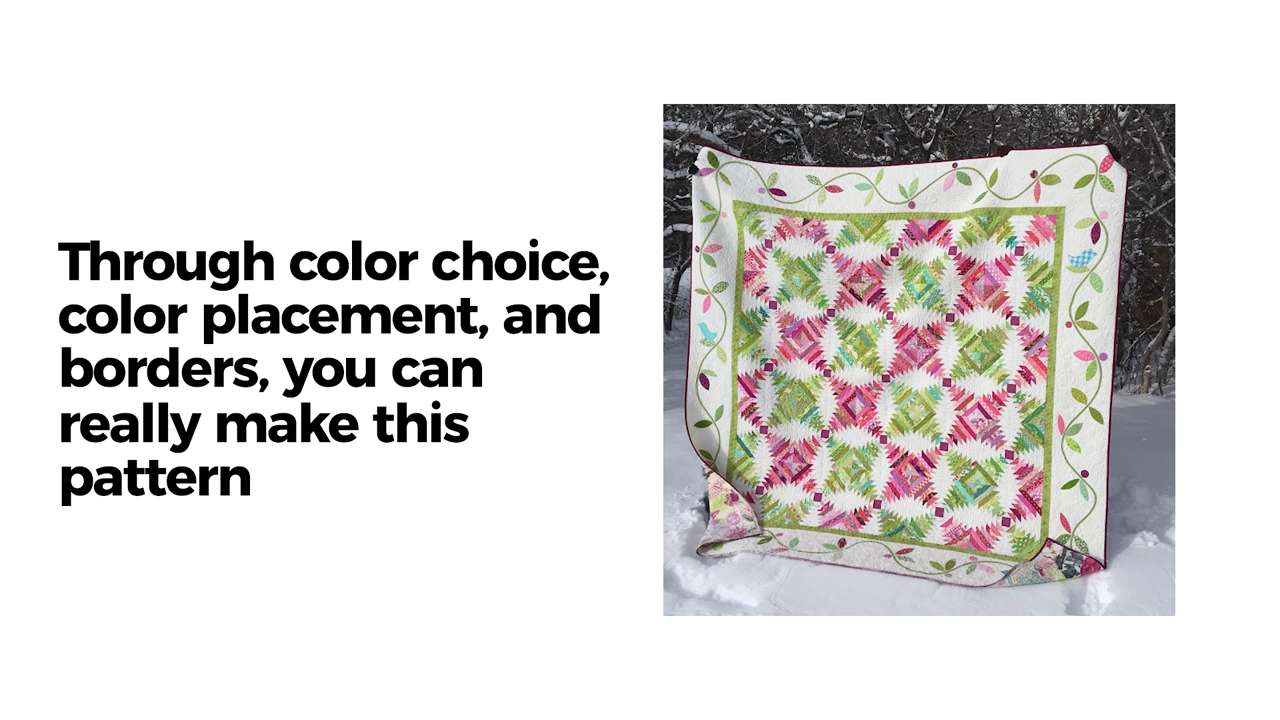 Through color choice,
color placement, and
borders, you can
really make this
pattern